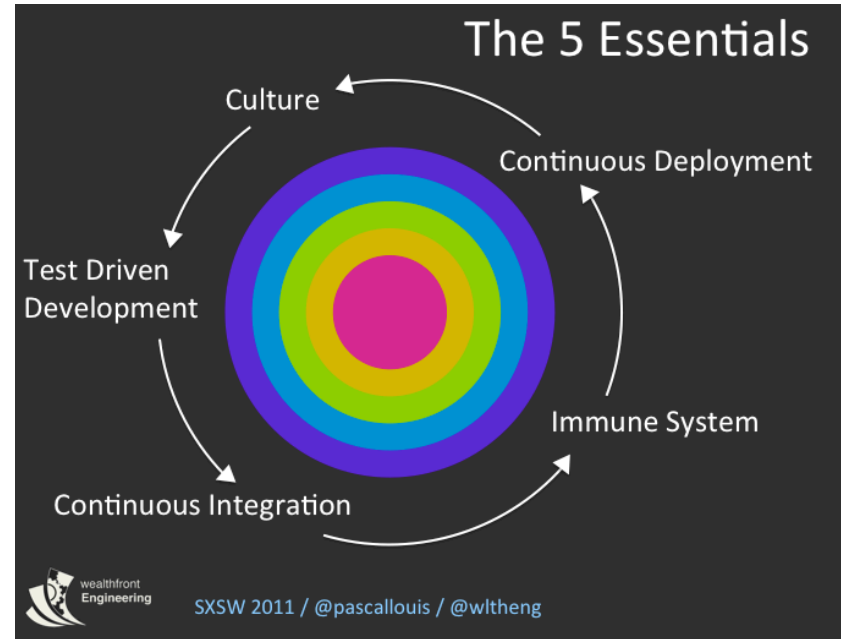 The 5 Essentials
Culture
Continuous Deployment
Test Driven
Development
Immune System
Continuous Integration
wealthfront
Engineering
SXSW 2011 / @pascallouis / @wltheng